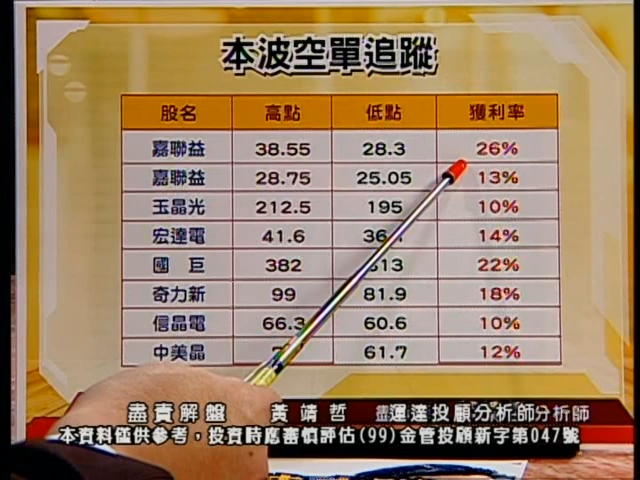 本波空單追蹤
股名 高點 低點 獲利率
嘉聯益 38.55 28.3 26%
嘉聯益 28.75 25.05 13%
玉晶光 212.5 195 10%
宏達電 41.6 14%
國巨 382 22%
奇力新 99 81.9 18%
信晶電 66.3 60.6 10%
中美晶 61.7 12%
盡責解盤 黃靖哲 運達投顧分析師分析師
本資料僅供參考，投資時應審慎評估(99)金管投顧新字第047號